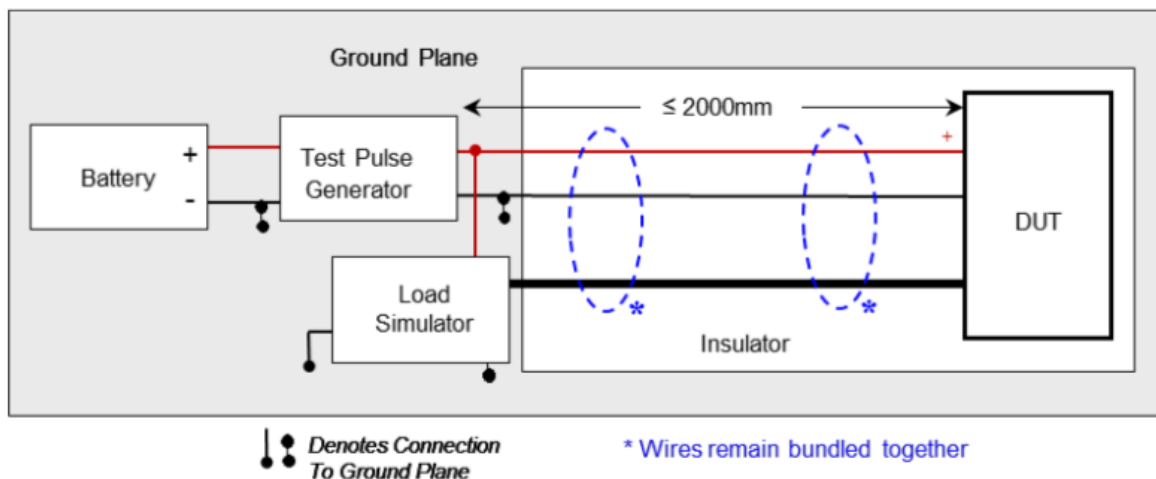 Ground Plane
≤ 2000mm
Battery
+
-
Test Pulse
Generator
+
DUT
Load
Simulator
*
*
Insulator
Denotes Connection
To Ground Plane
* Wires remain bundled together